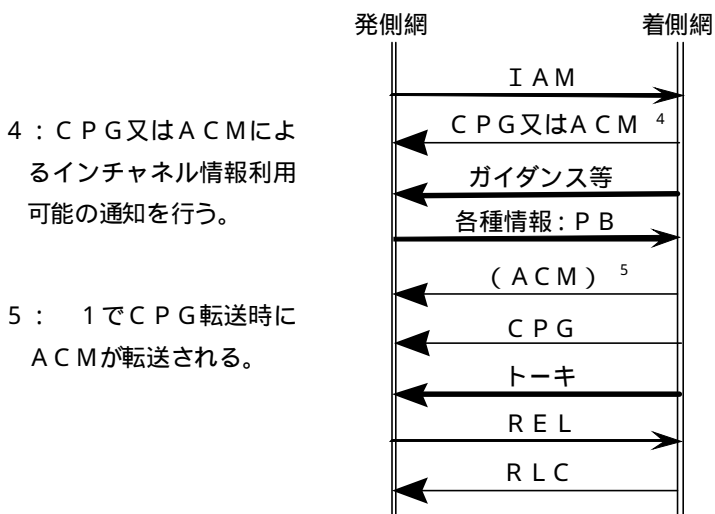 発側網 着側網
ＩＡＭ
ＣＰＧ又はＡＣＭ 4
ガイダンス等
各種情報：ＰＢ
（ＡＣＭ） 5
ＣＰＧ
トーキ
ＲＥＬ
ＲＬＣ
4：ＣＰＧ又はＡＣＭによ
るインチャネル情報利用
可能の通知を行う。
5： 1でＣＰＧ転送時に
ＡＣＭが転送される。